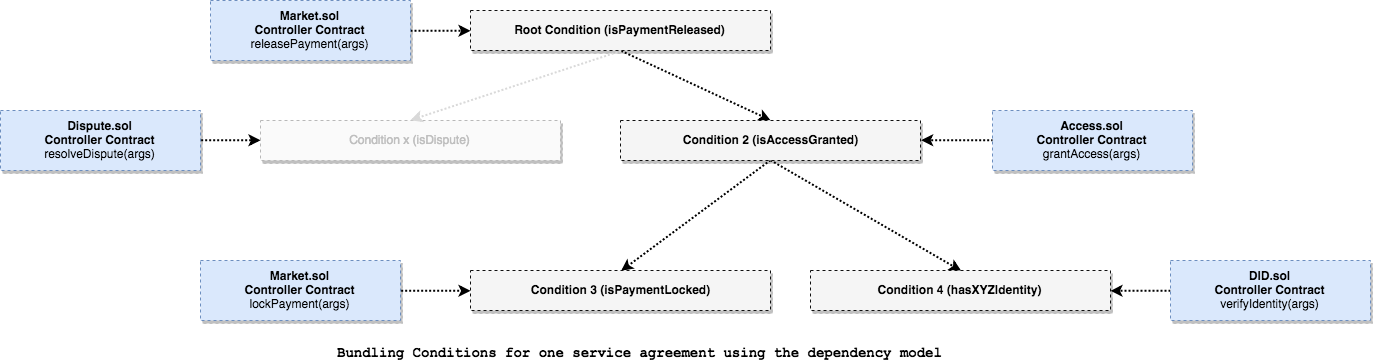 Market.sol
Controller Contract
releasePayment(args)
Root Condition (isPaymentReleased)
Dispute.sol
Controller Contract
resolveDispute(args)
Condition x (isDispute)
Condition 2 (isAccessGranted)
Access.sol
Controller Contract
grantAccess(args)
Market.sol
Controller Contract
lockPayment(args)
Condition 3 (isPaymentLocked)
Condition 4 (hasXYZIdentity)
DID.sol
Controller Contract
verifyIdentity(args)
Bundling Conditions for one service agreement using the dependency model